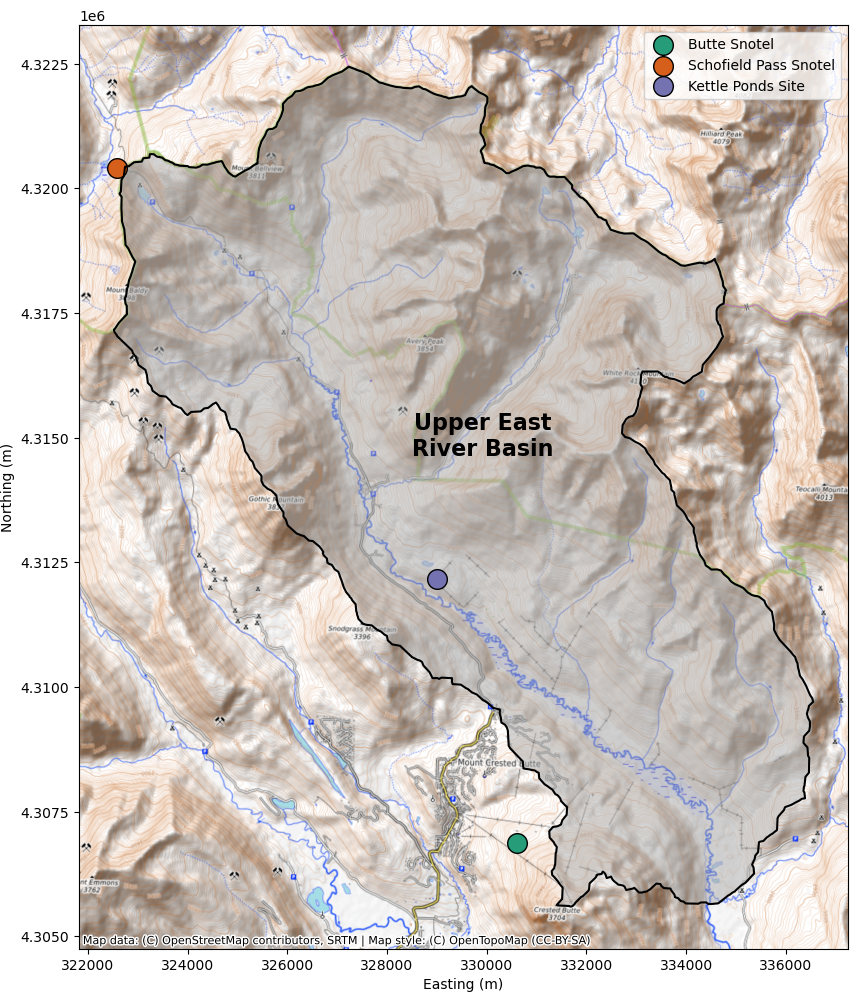 1e6
Butte Snotel
Schofield Pass Snotel
Kettle Ponds Site
4.3225
4.3200
4.3175
4.3150
4.3125
4.3100
4.3075
4.3050
Northing (m)
Hilliard Peak
4079
Mount Bellview
3811
Mount Baldy
Avery Peak
3854
White Rock Mountain
Upper East
River Basin
Gothic Mountain
Teocalli Mounta
4013
Snodgrass Mountain
3396
Mount Crested Butte
nt Emmons
3762
Crested Butte
3704
Map data: (C) OpenStreetMap contributors, SRTM | Map style: (C) OpenTopoMap (CC-BY-SA)
322000
324000
326000
328000
330000
332000
334000
336000
Easting (m)